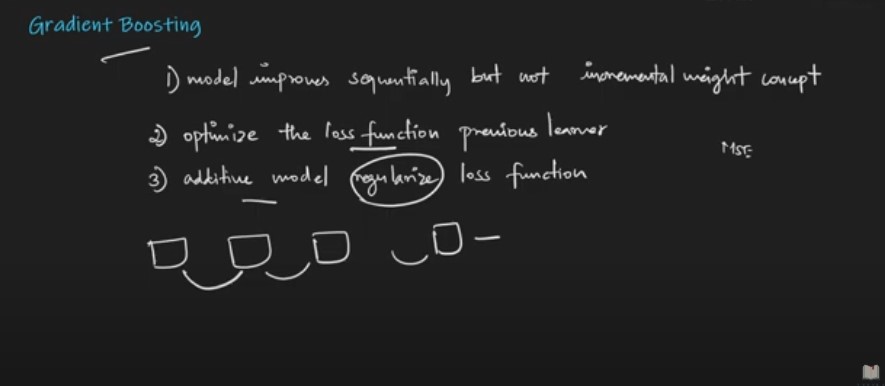 Gradient Boosting
1) model improves sequentially but not incremental weight concept
2) optimize the loss function previous learner
MSE
3) additive model regularize loss function